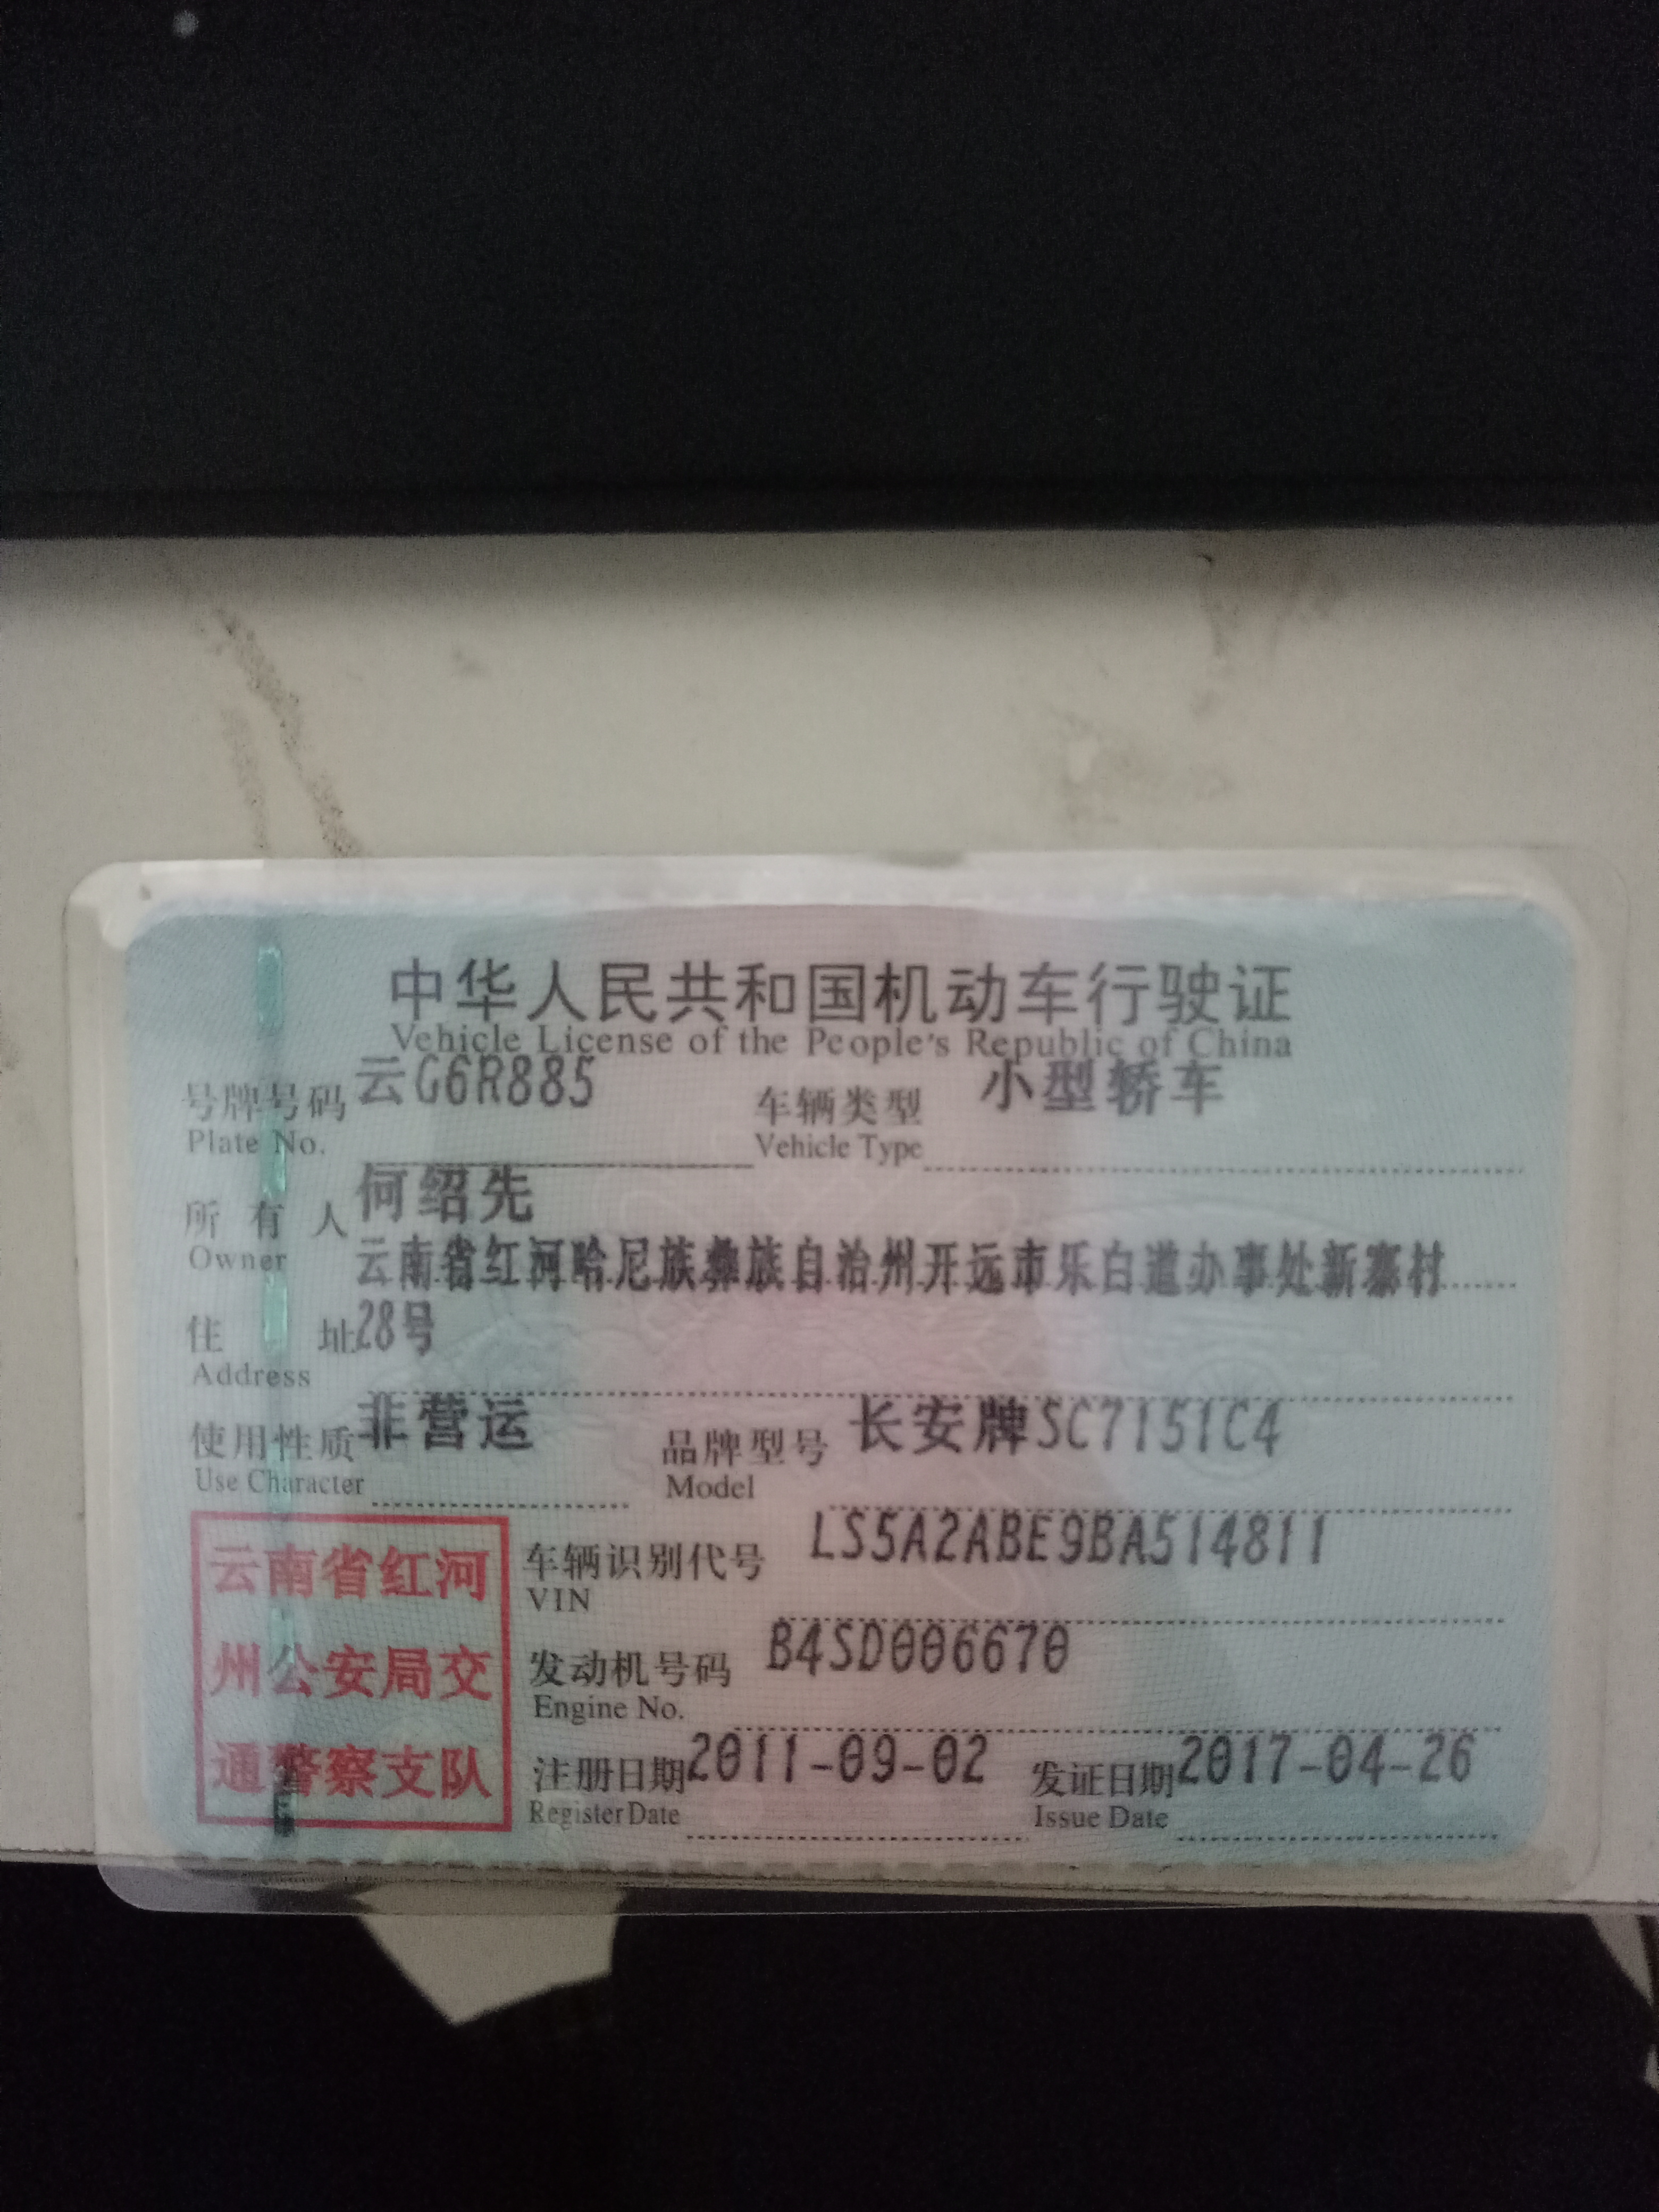 中华人民共和国机动车行驶证
Vehicle License of the People's Republic of China
号牌号码 云G6R885 车辆类型 小型轿车
Plate No. Vehicle Type
所有人 何绍先
Owner
云南省红河哈尼族彝族自治州开远市乐白道办事处新寨村
住址 28号
Address
使用性质 非营运 品牌型号 长安牌SC7151C4
Use Character Model
云南省红河
州公安局交
通警察支队
车辆识别代号 LS5A2ABE9BA514811
VIN
发动机号码 B4SD006670
Engine No.
注册日期 2011-09-02 发证日期 2017-04-26
Register Date Issue Date